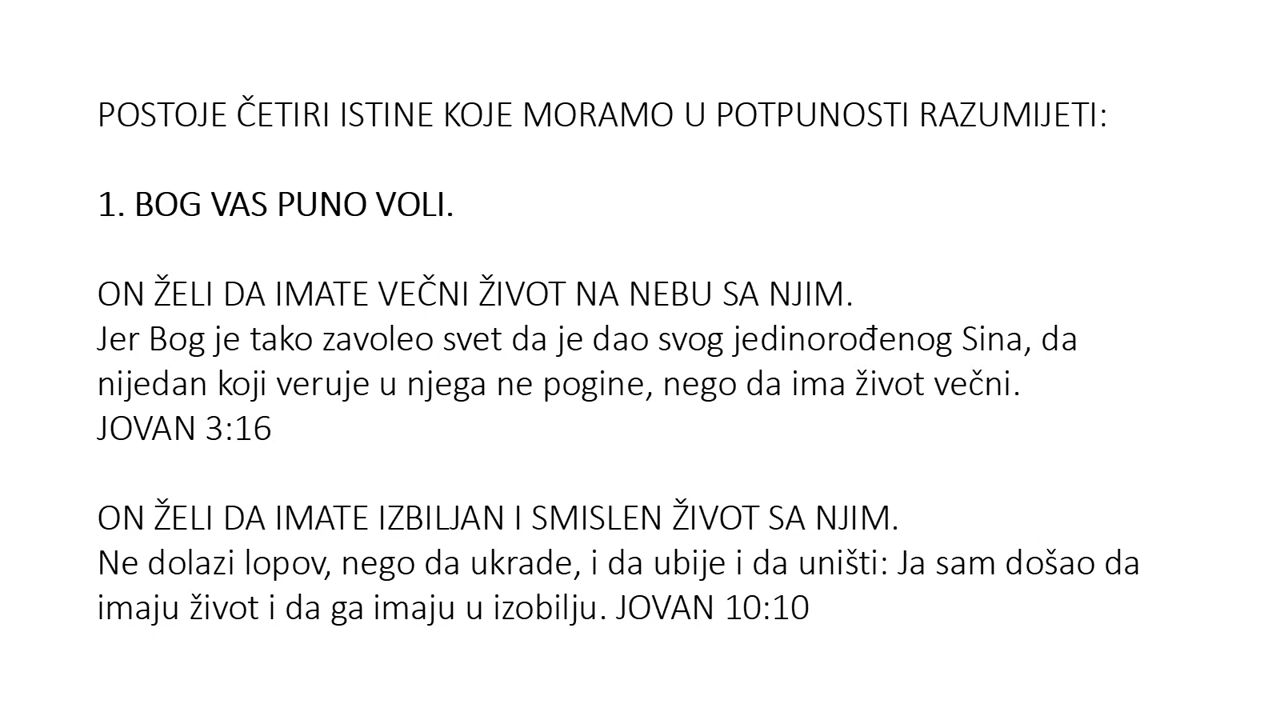 POSTOJE ČETIRI ISTINE KOJE MORAMO U POTPUNOSTI RAZUMIJETI:
1. BOG VAS PUNO VOLI.
ON ŽELI DA IMATE VEČNI ŽIVOT NA NEBU SA NJIM.
Jer Bog je tako zavoleo svet da je dao svog jedinorođenog Sina, da
nijedan koji veruje u njega ne pogine, nego da ima život večni.
JOVAN 3:16
ON ŽELI DA IMATE IZBILJAN I SMISLEN ŽIVOT SA NJIM.
Ne dolazi lopov, nego da ukrade, i da ubije i da uništi: Ja sam došao da
imaju život i da ga imaju u izobilju. JOVAN 10:10